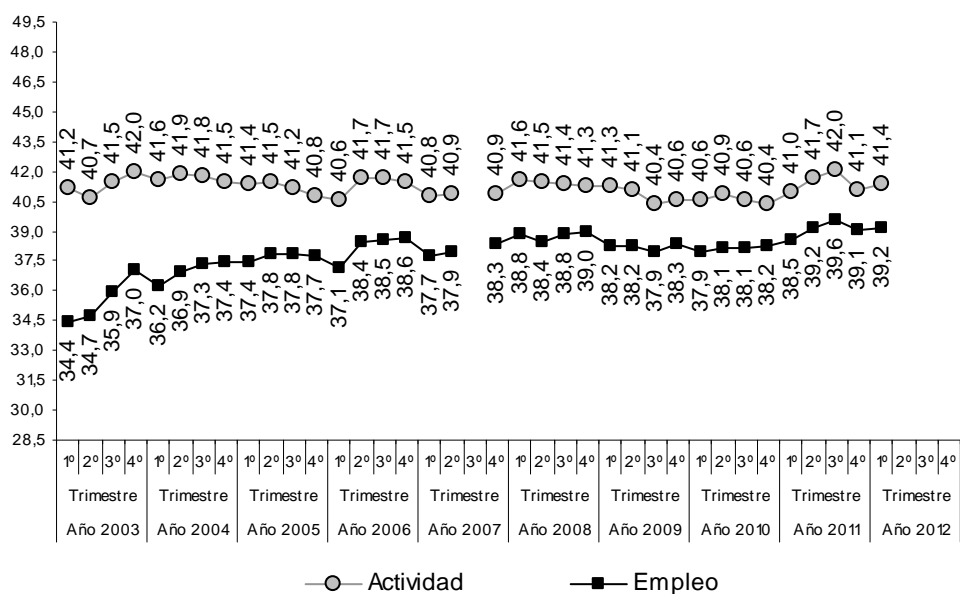 49,5
48,0
46,5
45,0
43,5
42,0
40,5
39,0
37,5
36,0
34,5
33,0
31,5
30,0
28,5
41,2 40,7 41,5 42,0 41,6 41,9 41,8 41,5 41,4 41,5 41,2 40,8 40,6 41,7 41,7 41,5 40,8 40,9 40,9 41,6 41,5 41,4 41,3 41,3 41,1 40,4 40,6 40,6 40,9 40,6 40,4 41,0 41,7 42,0 41,1 41,4
34,4 34,7 35,9 37,0 36,2 36,9 37,3 37,4 37,4 37,8 37,8 37,7 37,1 38,4 38,5 38,6 37,7 37,9 38,3 38,8 38,4 38,8 39,0 38,2 38,2 37,9 38,3 37,9 38,1 38,1 38,2 38,5 39,2 39,6 39,1 39,2
1º 2º 3º 4º 1º 2º 3º 4º 1º 2º 3º 4º 1º 2º 3º 4º 1º 2º 3º 4º 1º 2º 3º 4º 1º 2º 3º 4º 1º 2º 3º 4º 1º 2º 3º 4º 1º 2º 3º 4º
Trimestre Trimestre Trimestre Trimestre Trimestre Trimestre Trimestre Trimestre Trimestre Trimestre
Año 2003 Año 2004 Año 2005 Año 2006 Año 2007 Año 2008 Año 2009 Año 2010 Año 2011 Año 2012
Actividad Empleo